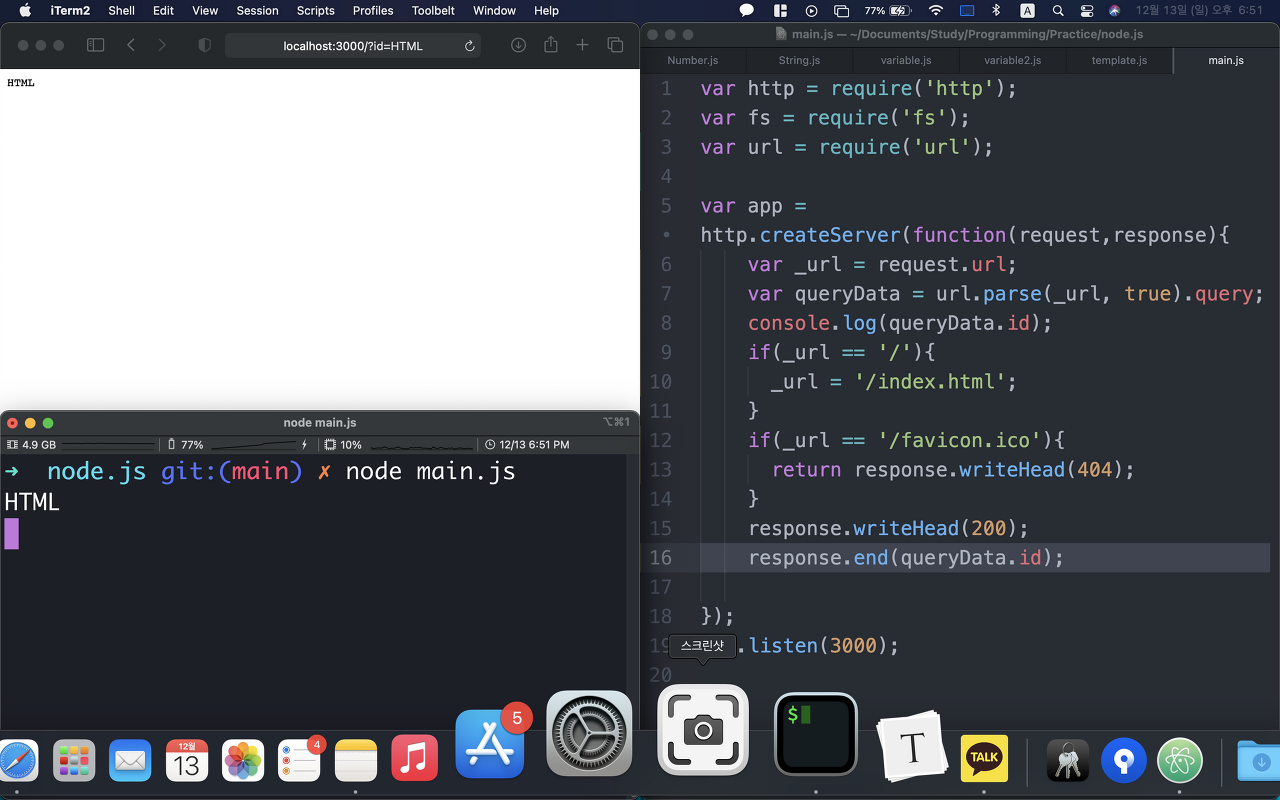 iTerm2 Shell Edit View Session Scripts Profiles Toolbelt Window Help 77% A 12월 13일 (일) 오후 6:51
localhost:3000/?id=HTML
HTML
main.js — ~/Documents/Study/Programming/Practice/node.js
Number.js String.js variable.js variable2.js template.js main.js
1 var http = require('http');
2 var fs = require('fs');
3 var url = require('url');
4
5 var app =
• http.createServer(function(request,response){
6 var _url = request.url;
7 var queryData = url.parse(_url, true).query;
8 console.log(queryData.id);
9 if(_url == '/'){
10 _url = '/index.html';
11 }
12 if(_url == '/favicon.ico'){
13 return response.writeHead(404);
14 }
15 response.writeHead(200);
16 response.end(queryData.id);
17
18 });
19 .listen(3000);
20
node main.js ⌥⌘1
4.9 GB 77% 10% 12/13 6:51 PM
➜ node.js git:(main) ✗ node main.js
HTML
스크린샷
12월
13
4
5
$
T
TALK